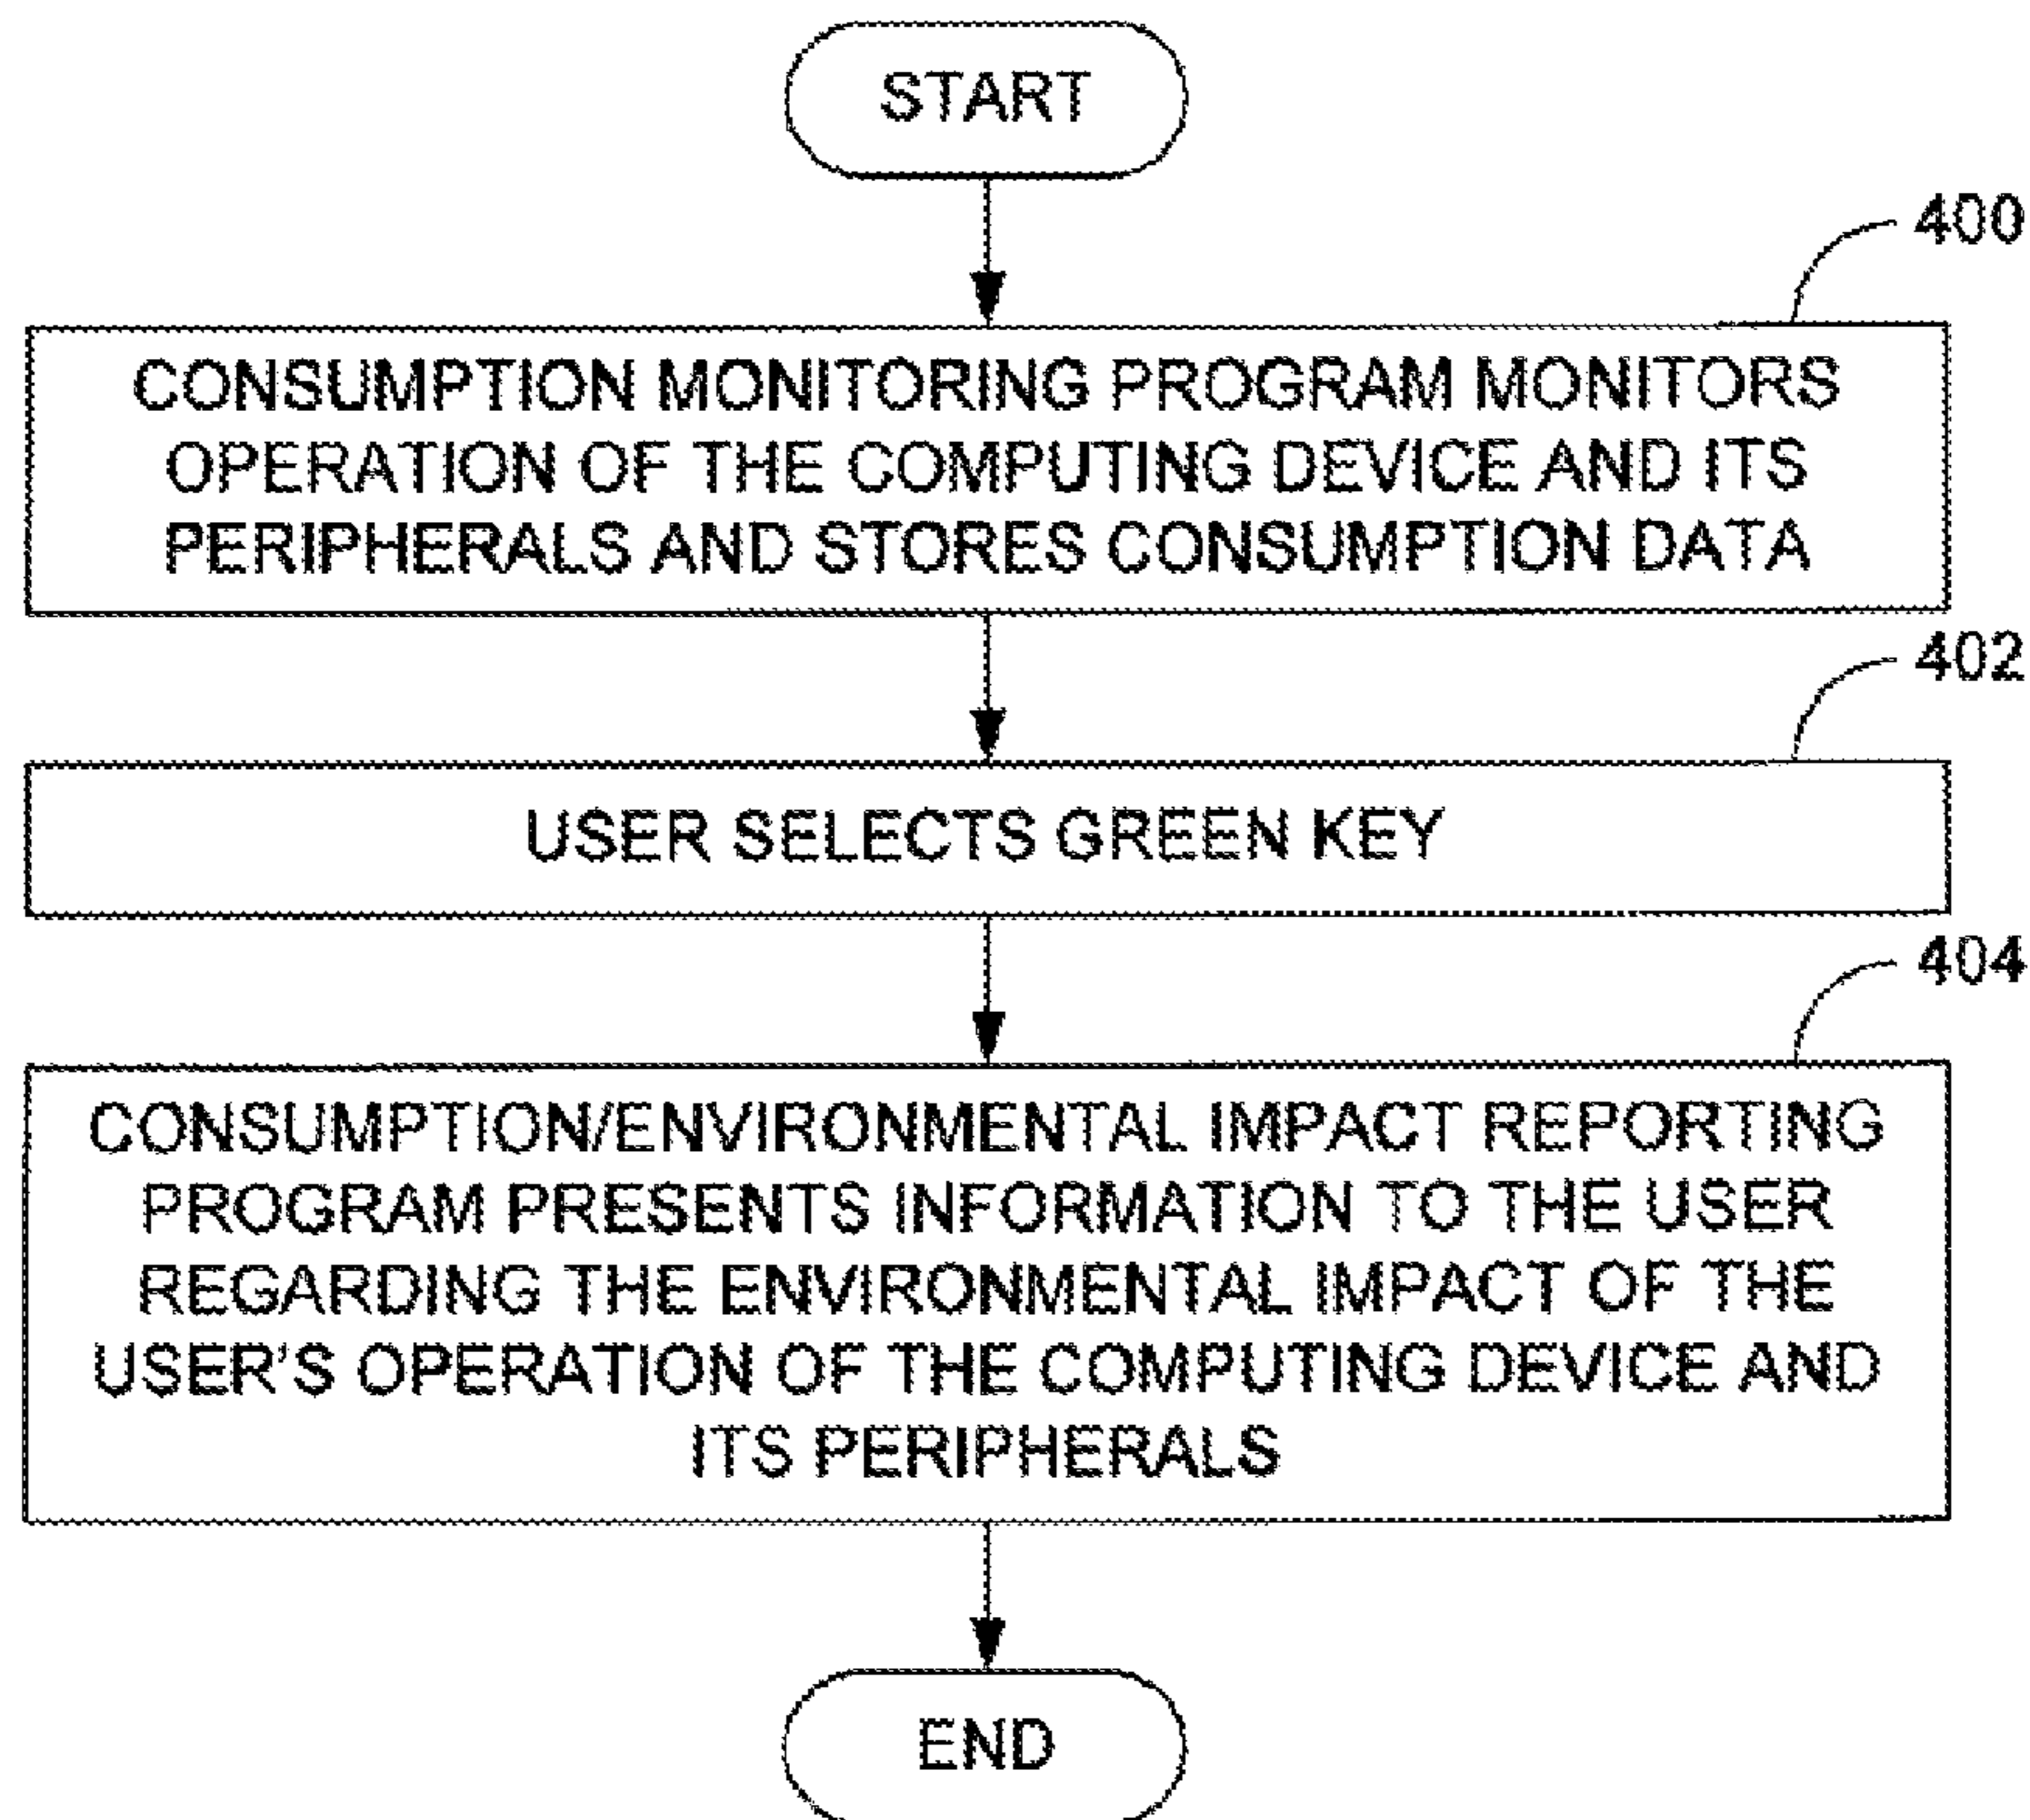 START
400
CONSUMPTION MONITORING PROGRAM MONITORS
OPERATION OF THE COMPUTING DEVICE AND ITS
PERIPHERALS AND STORES CONSUMPTION DATA
402
USER SELECTS GREEN KEY
404
CONSUMPTION/ENVIRONMENTAL IMPACT REPORTING
PROGRAM PRESENTS INFORMATION TO THE USER
REGARDING THE ENVIRONMENTAL IMPACT OF THE
USER'S OPERATION OF THE COMPUTING DEVICE AND
ITS PERIPHERALS
END